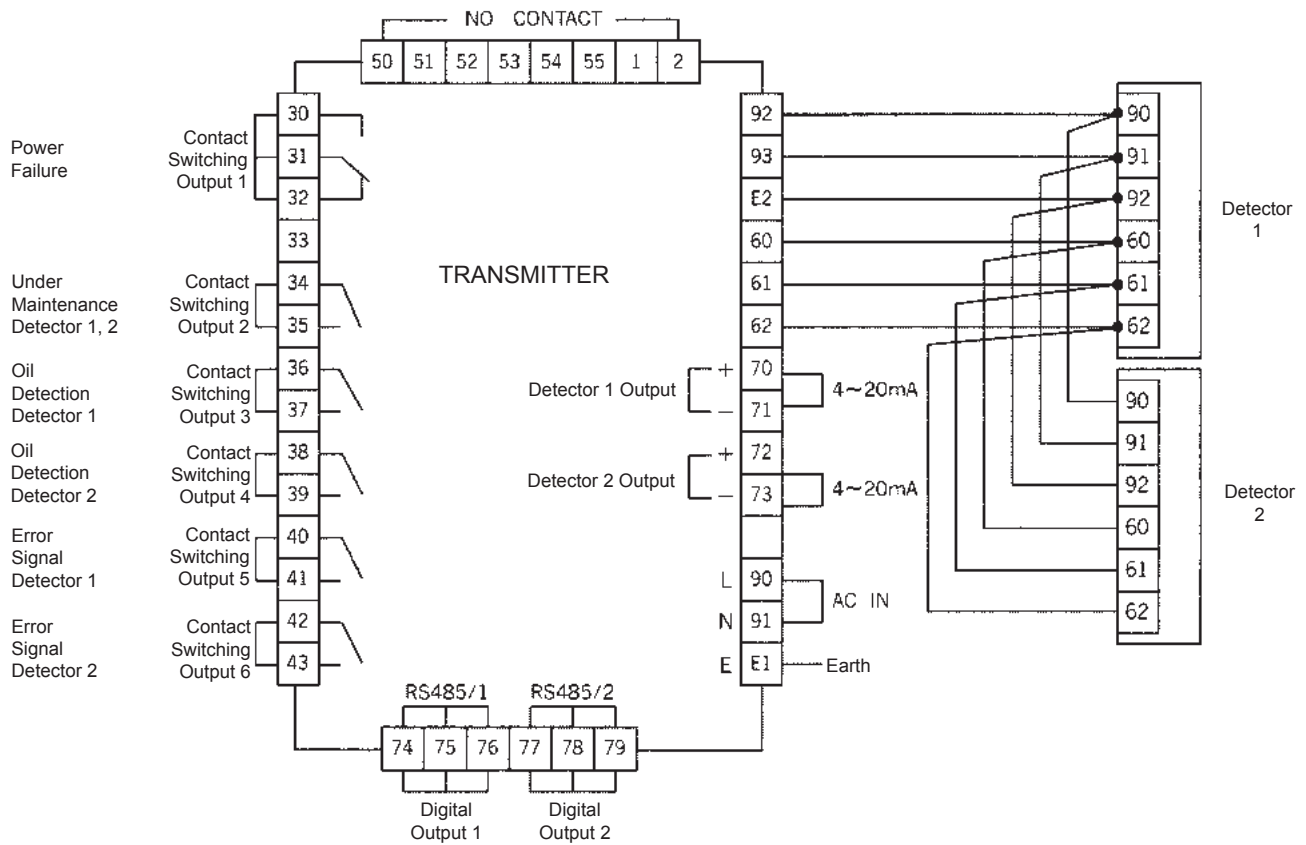 NO CONTACT
50 51 52 53 54 55 1 2
Power
Failure
Contact
Switching
Output 1
30
31
32
33
Under
Maintenance
Detector 1, 2
Contact
Switching
Output 2
34
35
Oil
Detection
Detector 1
Contact
Switching
Output 3
36
37
Oil
Detection
Detector 2
Contact
Switching
Output 4
38
39
Error
Signal
Detector 1
Contact
Switching
Output 5
40
41
Error
Signal
Detector 2
Contact
Switching
Output 6
42
43
TRANSMITTER
92
93
E2
60
61
62
Detector 1 Output
+ 70
− 71
4~20mA
Detector 2 Output
+ 72
− 73
4~20mA
L 90
N 91
AC IN
E E1 Earth
90
91
92
60
61
62
Detector
1
90
91
92
60
61
62
Detector
2
RS485/1 RS485/2
74 75 76 77 78 79
Digital
Output 1
Digital
Output 2